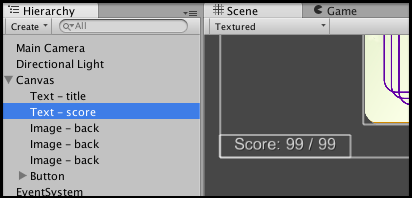 Hierarchy
Create
All
Main Camera
Directional Light
Canvas
Text - title
Text - score
Image - back
Image - back
Image - back
Button
EventSystem
Scene
Game
Textured
Score: 99 / 99